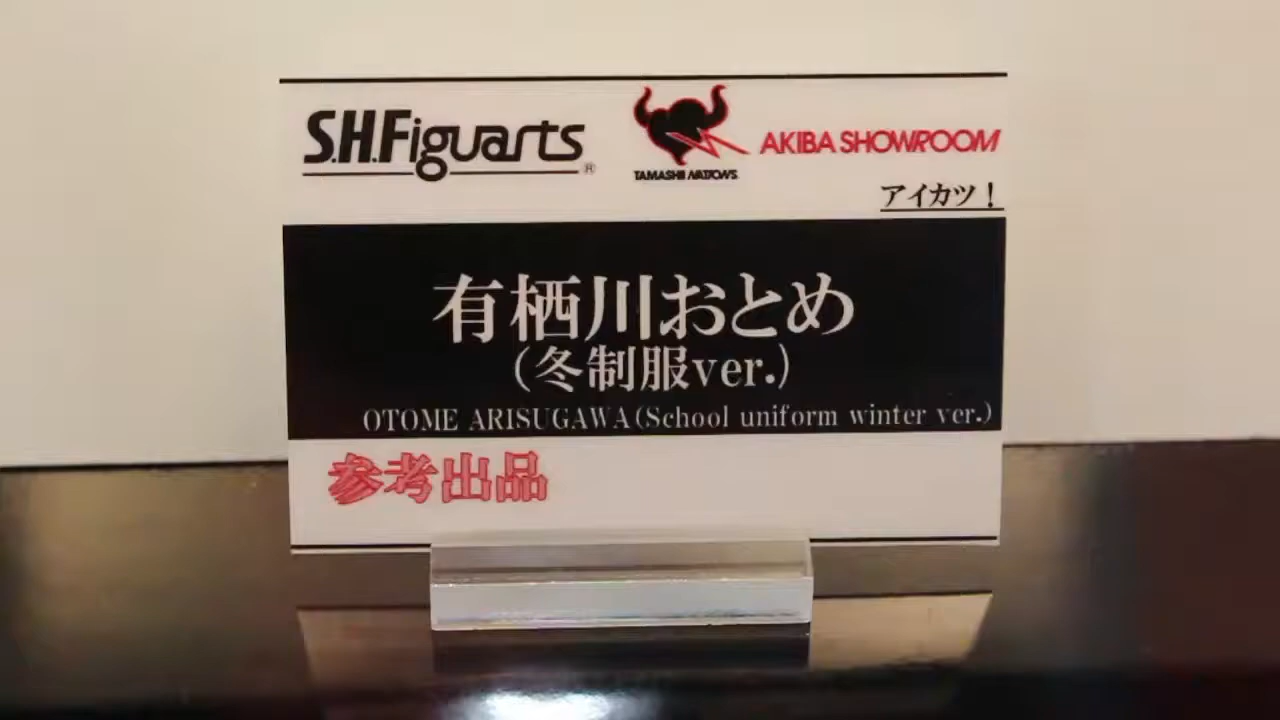 S.H.Figuarts®
TAMASHII NATIONS
AKIBA SHOWROOM
アイカツ！
有栖川おとめ
(冬制服ver.)
OTOME ARISUGAWA(School uniform winter ver.)
参考出品